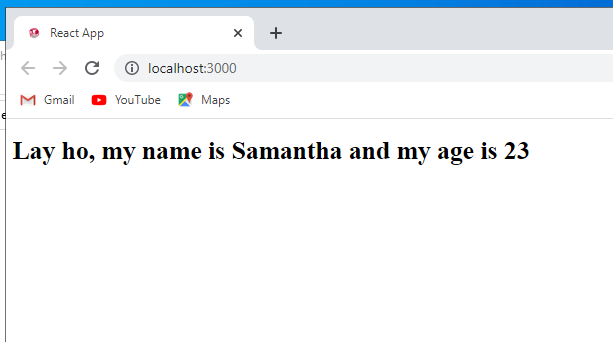 React App
localhost:3000
Gmail YouTube Maps
Lay ho, my name is Samantha and my age is 23